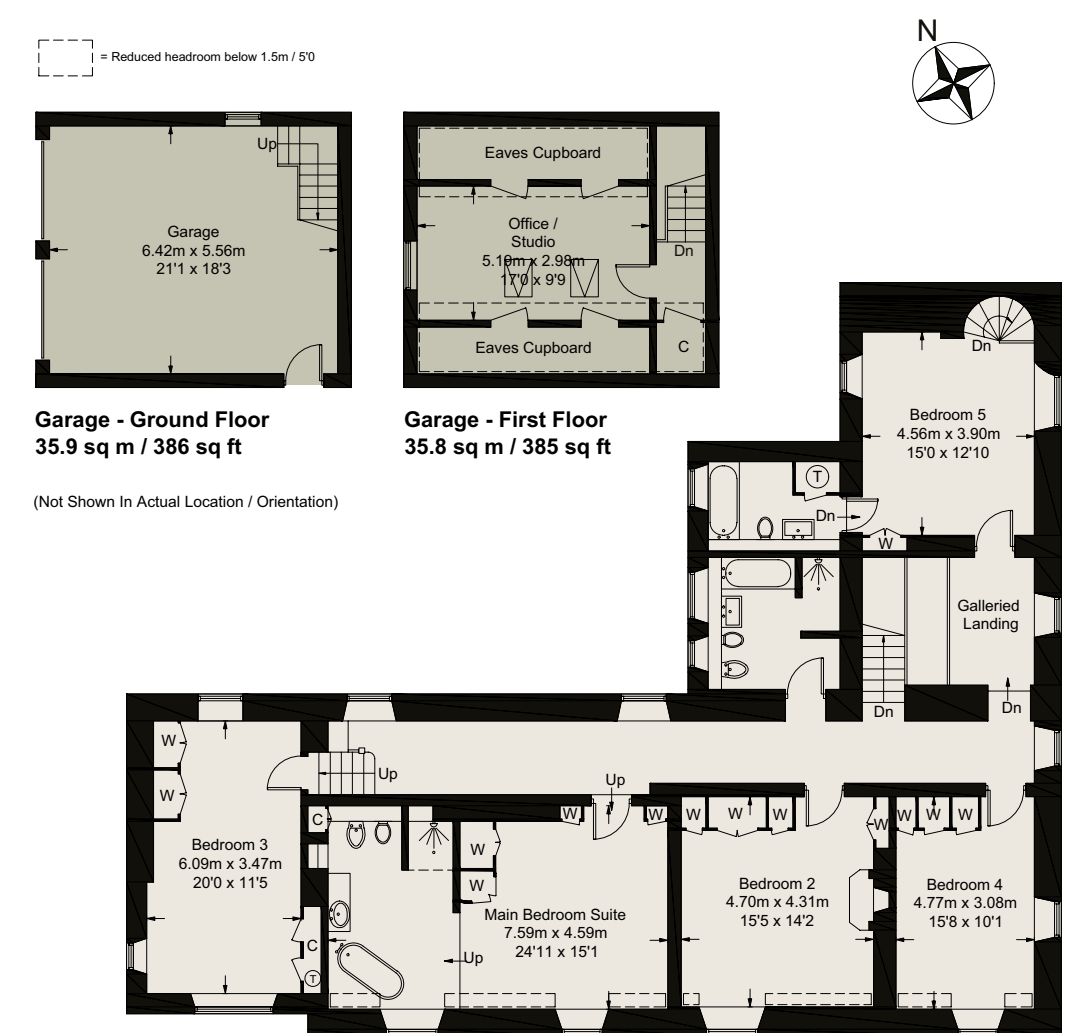 N
= Reduced headroom below 1.5m / 5'0
Up
Garage
6.42m x 5.56m
21'1 x 18'3
Eaves Cupboard
Office /
Studio
5.19m x 2.98m
17'0 x 9'9
Dn
Eaves Cupboard
C
Garage - Ground Floor
35.9 sq m / 386 sq ft
Garage - First Floor
35.8 sq m / 385 sq ft
(Not Shown In Actual Location / Orientation)
Dn
Bedroom 5
4.56m x 3.90m
15'0 x 12'10
T
Dn
W
Galleried
Landing
Dn
Dn
W
W
Up
Up
C
W
W
W
W
W
W
W
W
W
W
W
Bedroom 3
6.09m x 3.47m
20'0 x 11'5
Main Bedroom Suite
7.59m x 4.59m
24'11 x 15'1
Up
Bedroom 2
4.70m x 4.31m
15'5 x 14'2
Bedroom 4
4.77m x 3.08m
15'8 x 10'1
C
T